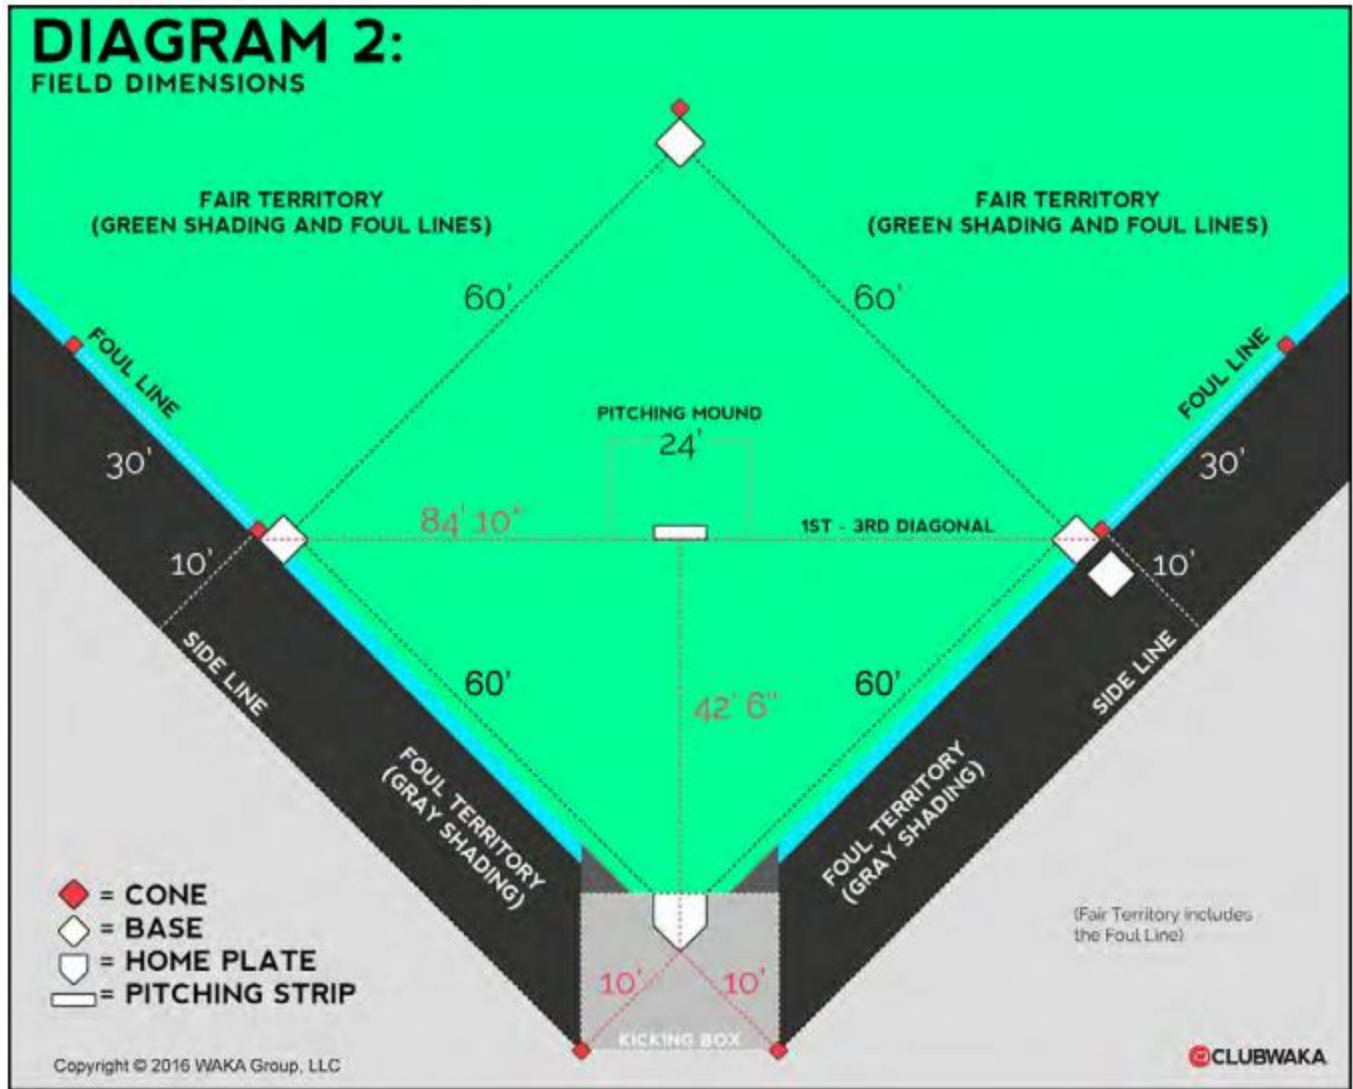 DIAGRAM 2:
FIELD DIMENSIONS
FAIR TERRITORY
(GREEN SHADING AND FOUL LINES)
FAIR TERRITORY
(GREEN SHADING AND FOUL LINES)
60'
60'
FOUL LINE
FOUL LINE
PITCHING MOUND
24'
30'
30'
84' 10"
1ST - 3RD DIAGONAL
10'
10'
SIDE LINE
SIDE LINE
60'
60'
42' 6"
FOUL TERRITORY
(GRAY SHADING)
FOUL TERRITORY
(GRAY SHADING)
= CONE
= BASE
= HOME PLATE
= PITCHING STRIP
(Fair Territory includes
the Foul Line)
10'
10'
KICKING BOX
Copyright © 2016 WAKA Group, LLC
CLUBWAKA